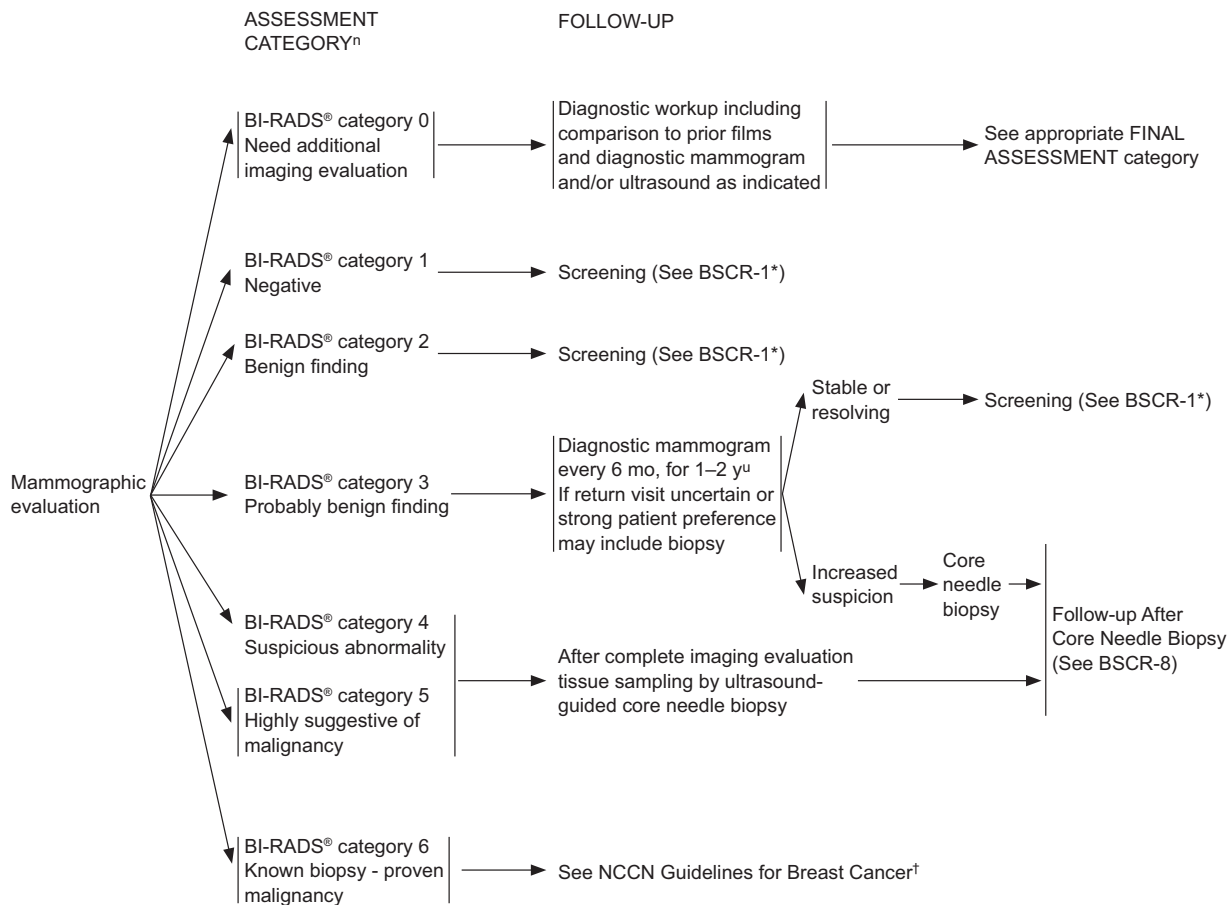 ASSESSMENT
CATEGORYⁿ
FOLLOW-UP
BI-RADS® category 0
Need additional
imaging evaluation
Diagnostic workup including
comparison to prior films
and diagnostic mammogram
and/or ultrasound as indicated
See appropriate FINAL
ASSESSMENT category
BI-RADS® category 1
Negative
Screening (See BSCR-1*)
BI-RADS® category 2
Benign finding
Screening (See BSCR-1*)
Mammographic
evaluation
BI-RADS® category 3
Probably benign finding
Diagnostic mammogram
every 6 mo, for 1–2 yᵘ
If return visit uncertain or
strong patient preference
may include biopsy
Stable or
resolving
Screening (See BSCR-1*)
Increased
suspicion
Core
needle
biopsy
Follow-up After
Core Needle Biopsy
(See BSCR-8)
BI-RADS® category 4
Suspicious abnormality
BI-RADS® category 5
Highly suggestive of
malignancy
After complete imaging evaluation
tissue sampling by ultrasound-
guided core needle biopsy
BI-RADS® category 6
Known biopsy - proven
malignancy
See NCCN Guidelines for Breast Cancer†